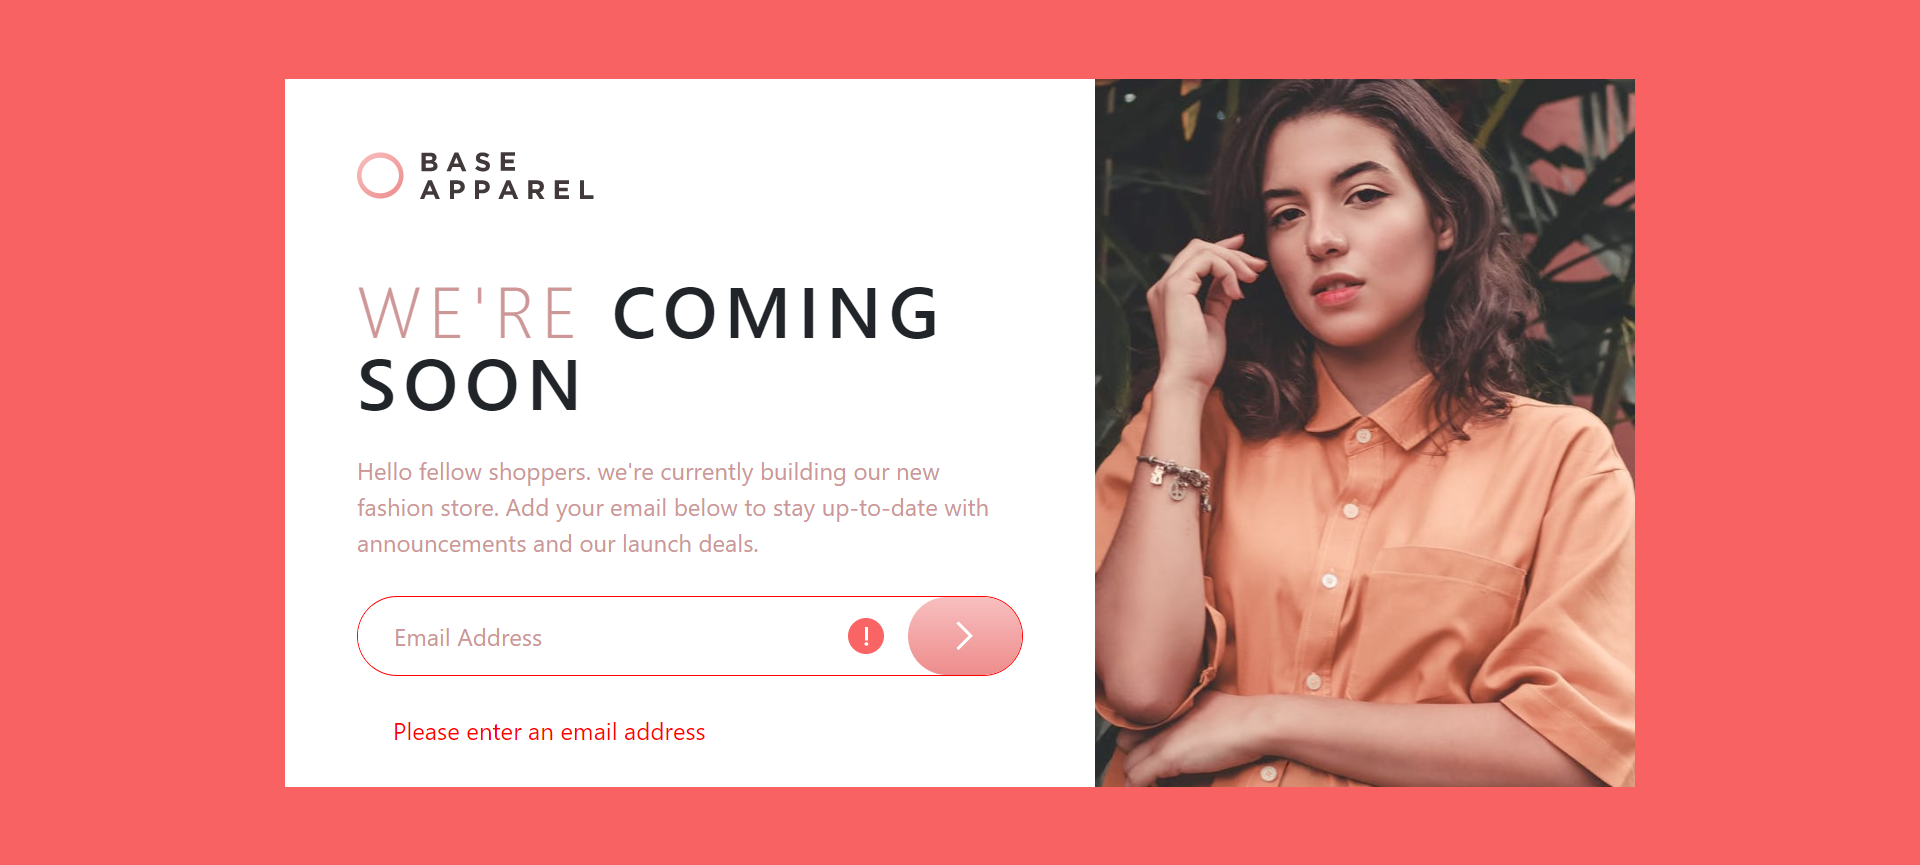 BASE
APPAREL
WE'RE COMING
SOON
Hello fellow shoppers. we're currently building our new
fashion store. Add your email below to stay up-to-date with
announcements and our launch deals.
Email Address
!
Please enter an email address